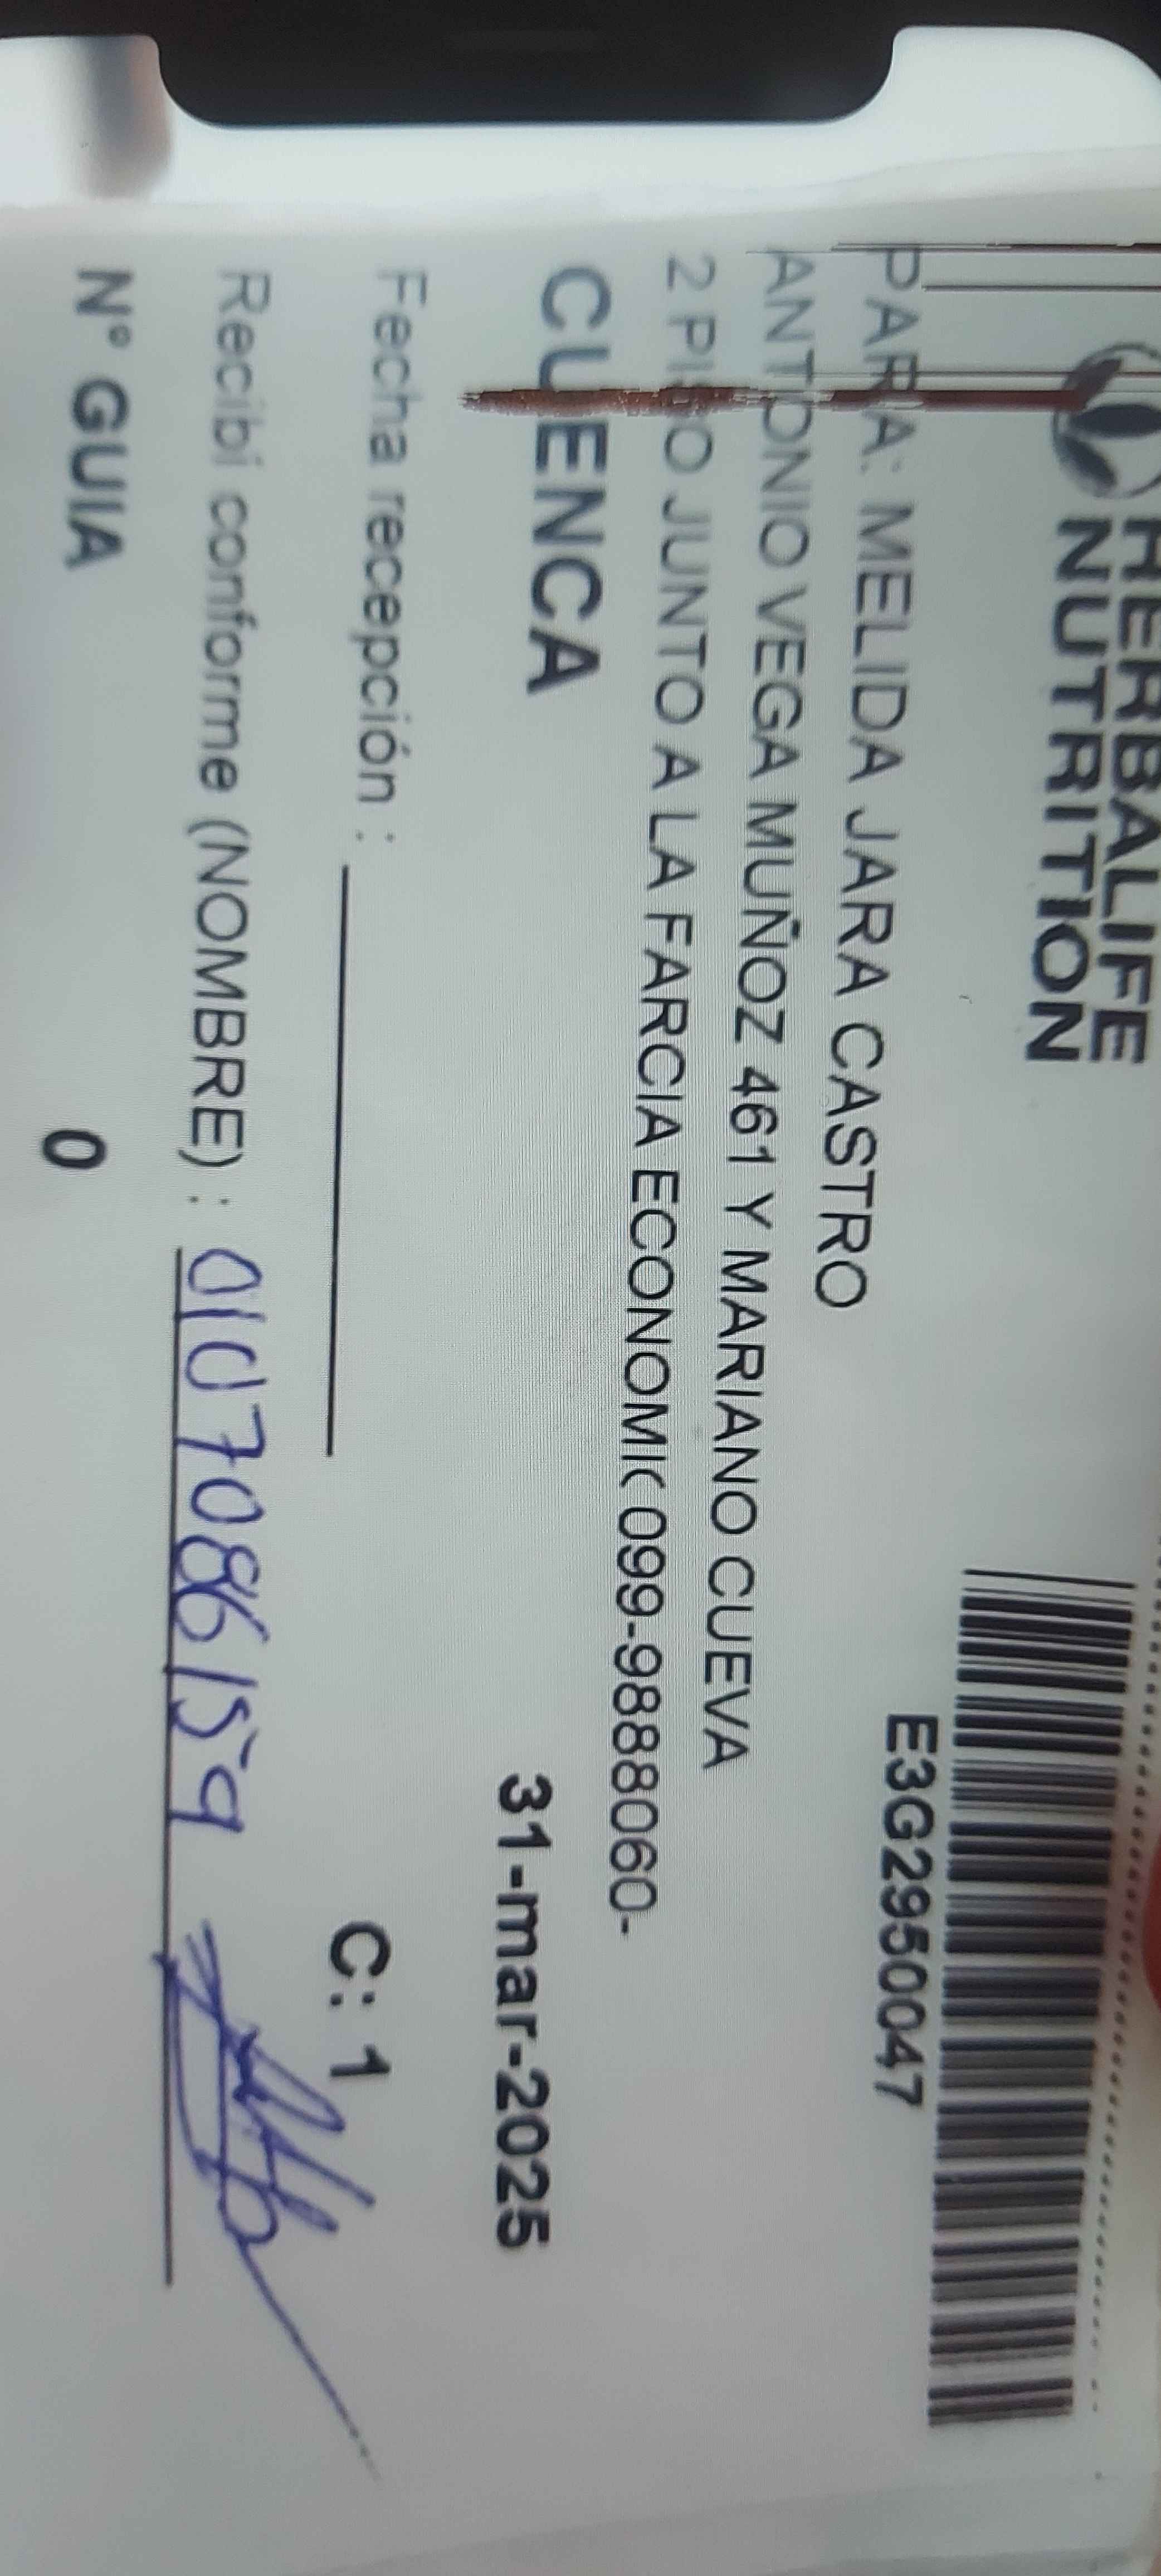 HERBALIFE
NUTRITION
E3G2950047
PARA: MELIDA JARA CASTRO
ANTONIO VEGA MUÑOZ 461 Y MARIANO CUEVA
2 PISO JUNTO A LA FARCIA ECONOMIC 099-9888060-
CUENCA
31-mar-2025
Fecha recepción :
C: 1
Recibí conforme (NOMBRE) : 0107086159
N° GUIA 0